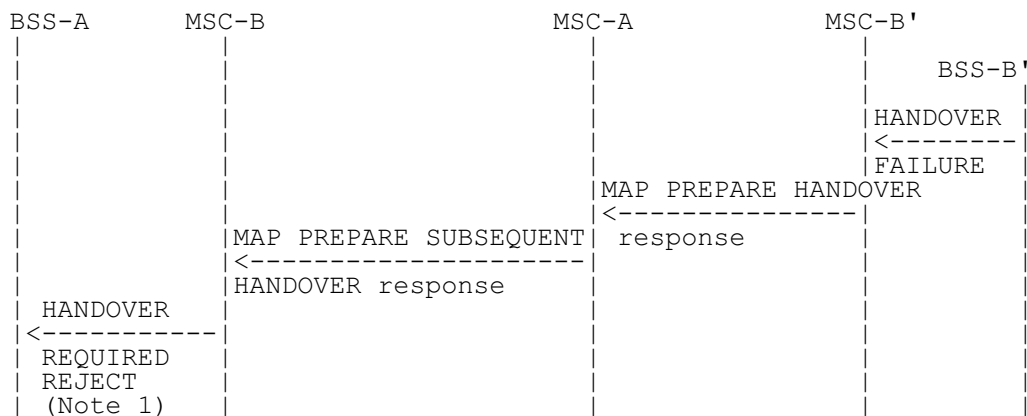 BSS-A MSC-B MSC-A MSC-B'
BSS-B'
HANDOVER
FAILURE
MAP PREPARE HANDOVER
response
MAP PREPARE SUBSEQUENT
HANDOVER response
HANDOVER
REQUIRED
REJECT
(Note 1)